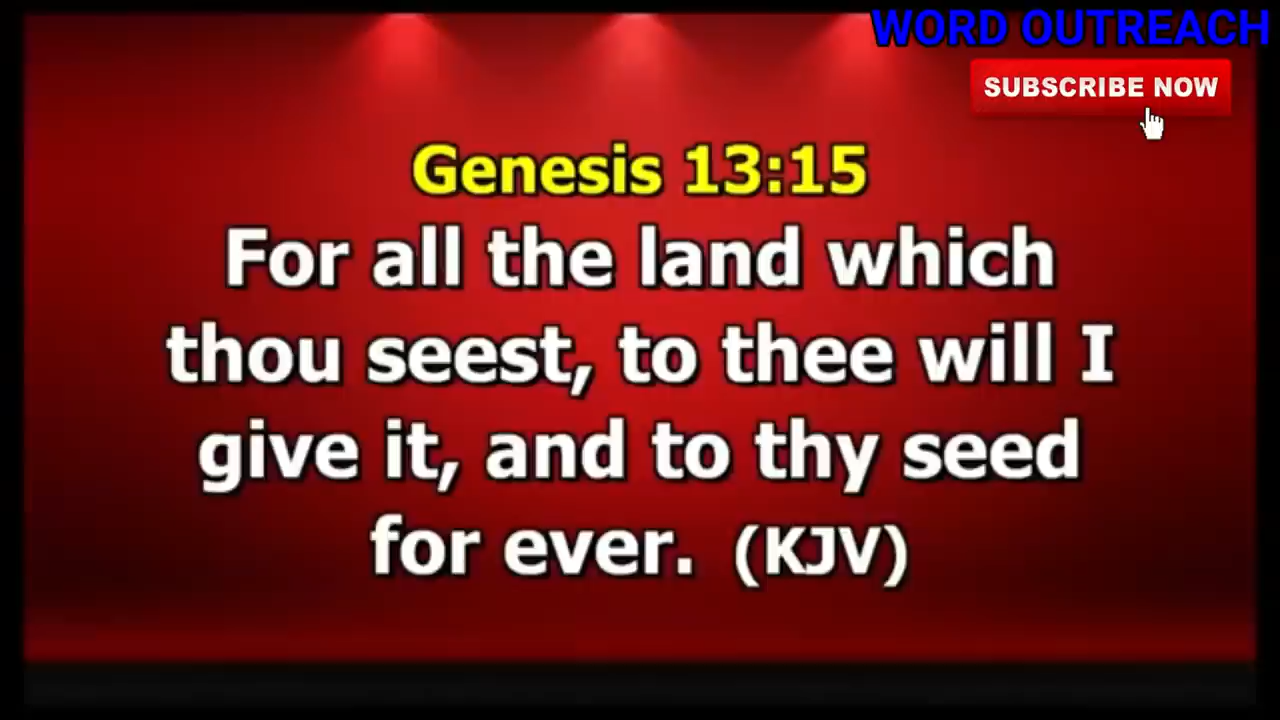 WORD OUTREACH
SUBSCRIBE NOW
Genesis 13:15
For all the land which
thou seest, to thee will I
give it, and to thy seed
for ever. (KJV)